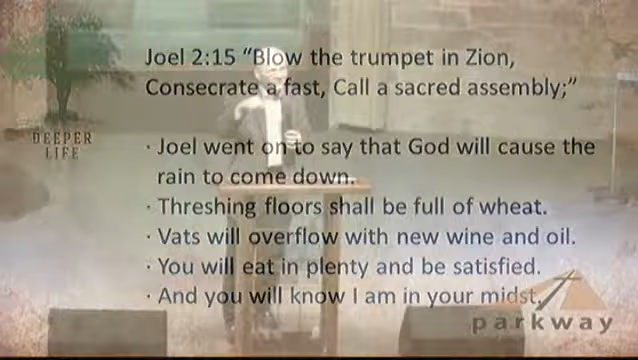 Joel 2:15 “Blow the trumpet in Zion,
Consecrate a fast, Call a sacred assembly;”
DEEPER
LIFE
· Joel went on to say that God will cause the
rain to come down.
· Threshing floors shall be full of wheat.
· Vats will overflow with new wine and oil.
· You will eat in plenty and be satisfied.
· And you will know I am in your midst.
parkway